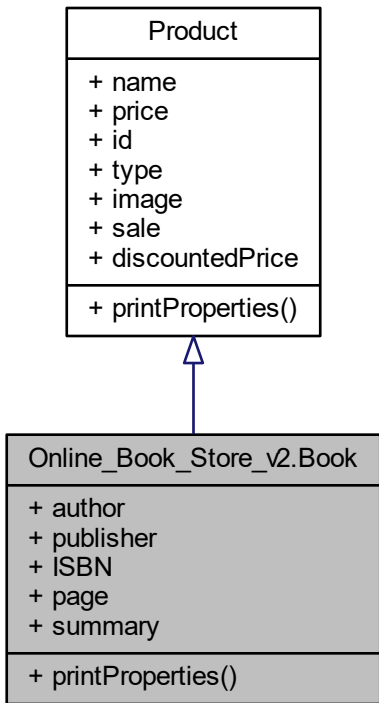 Product
+ name
+ price
+ id
+ type
+ image
+ sale
+ discountedPrice
+ printProperties()
Online_Book_Store_v2.Book
+ author
+ publisher
+ ISBN
+ page
+ summary
+ printProperties()